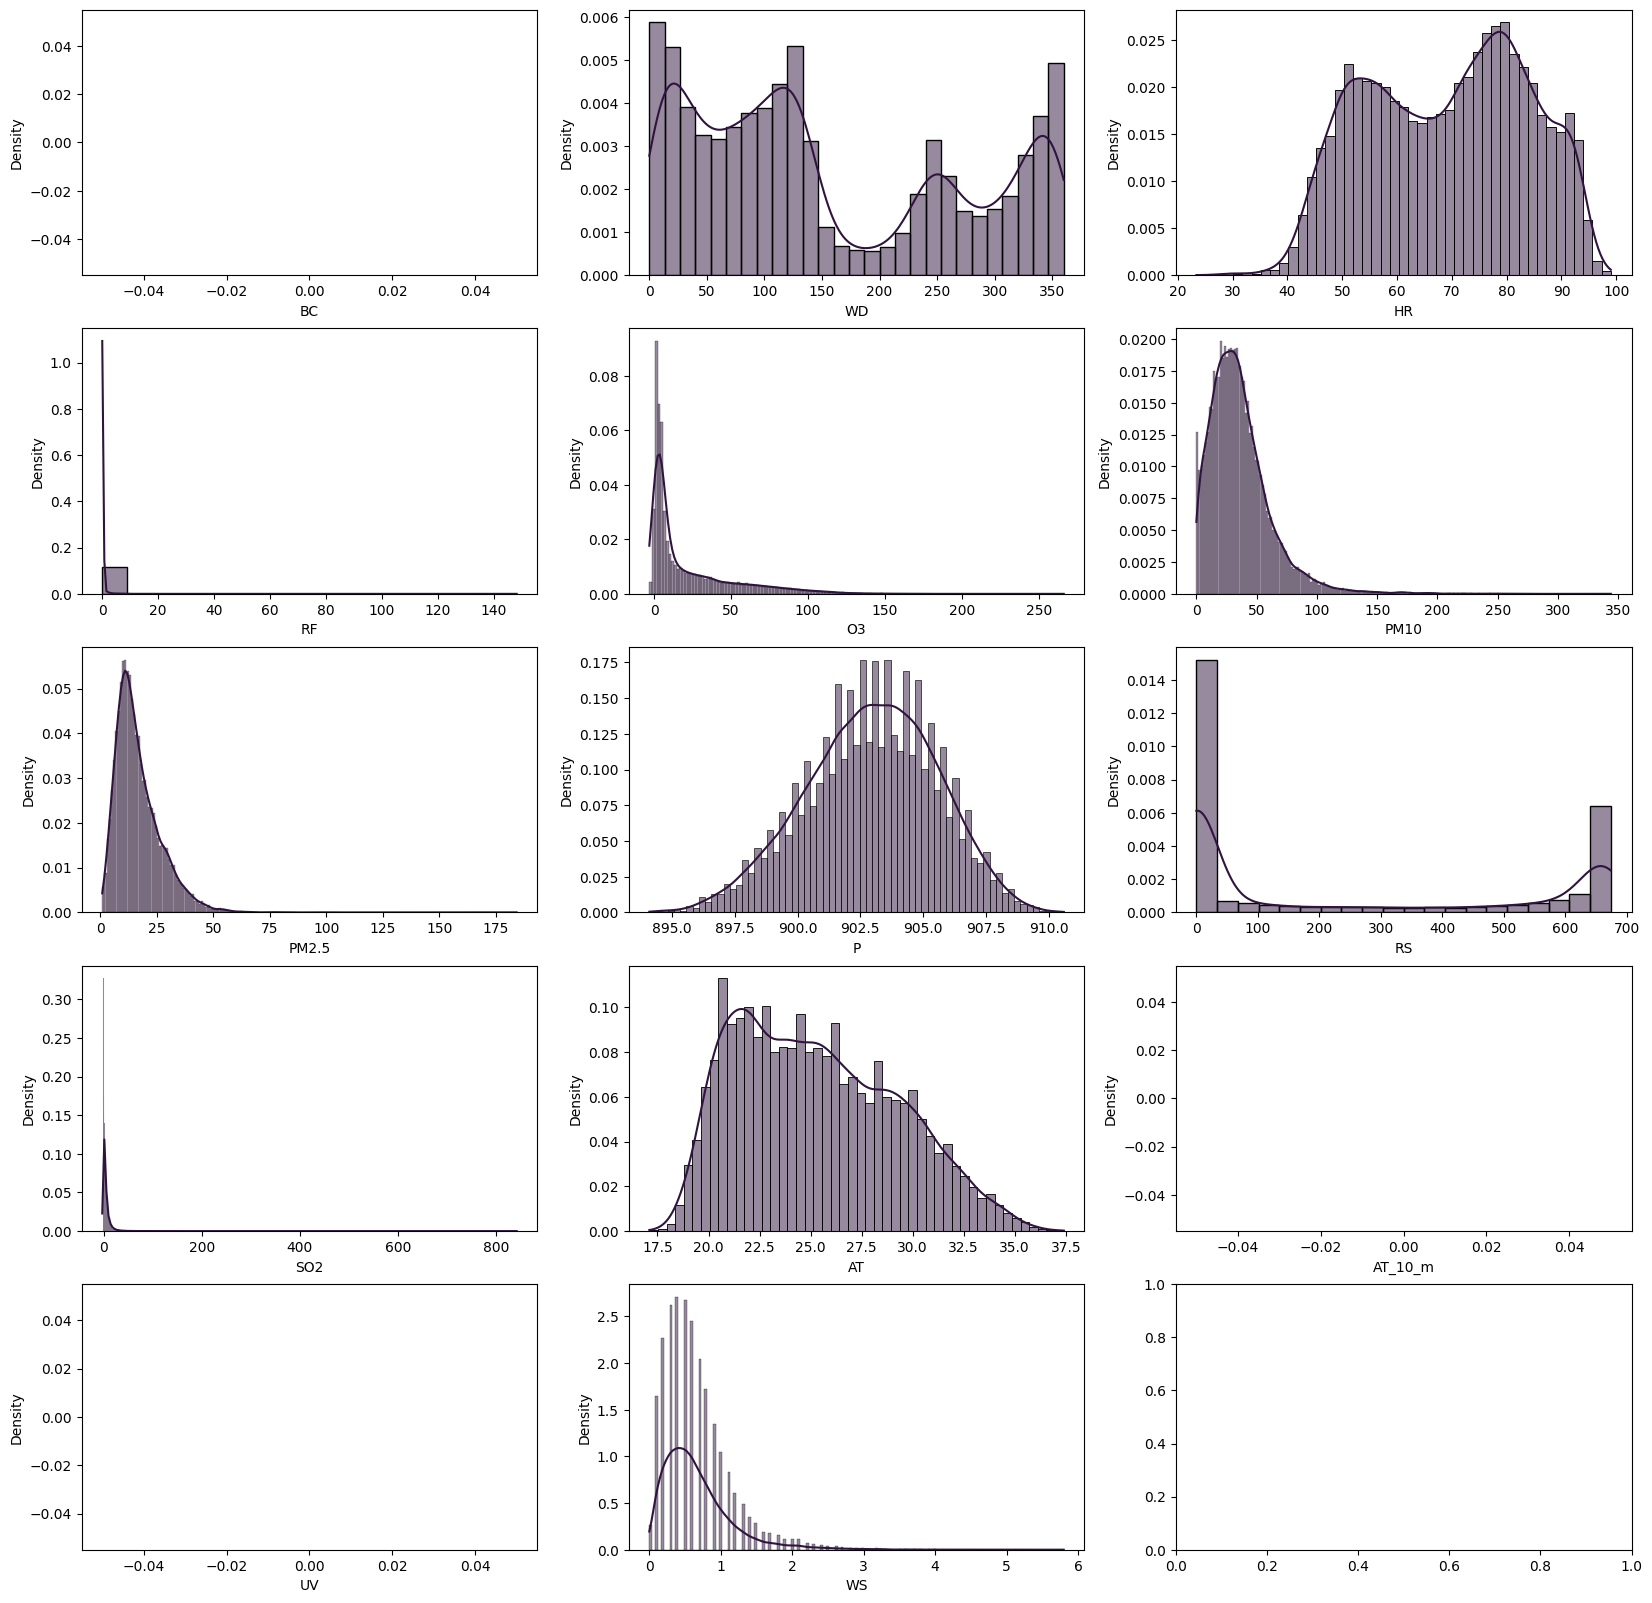 Density
0.04
0.02
0.00
−0.02
−0.04
−0.04 −0.02 0.00 0.02 0.04
BC
Density
0.006
0.005
0.004
0.003
0.002
0.001
0.000
0 50 100 150 200 250 300 350
WD
Density
0.025
0.020
0.015
0.010
0.005
0.000
20 30 40 50 60 70 80 90 100
HR
Density
1.0
0.8
0.6
0.4
0.2
0.0
0 20 40 60 80 100 120 140
RF
Density
0.08
0.06
0.04
0.02
0.00
0 50 100 150 200 250
O3
Density
0.0200
0.0175
0.0150
0.0125
0.0100
0.0075
0.0050
0.0025
0.0000
0 50 100 150 200 250 300 350
PM10
Density
0.05
0.04
0.03
0.02
0.01
0.00
0 25 50 75 100 125 150 175
PM2.5
Density
0.175
0.150
0.125
0.100
0.075
0.050
0.025
0.000
895.0 897.5 900.0 902.5 905.0 907.5 910.0
P
Density
0.014
0.012
0.010
0.008
0.006
0.004
0.002
0.000
0 100 200 300 400 500 600 700
RS
Density
0.30
0.25
0.20
0.15
0.10
0.05
0.00
0 200 400 600 800
SO2
Density
0.10
0.08
0.06
0.04
0.02
0.00
17.5 20.0 22.5 25.0 27.5 30.0 32.5 35.0 37.5
AT
Density
0.04
0.02
0.00
−0.02
−0.04
−0.04 −0.02 0.00 0.02 0.04
AT_10_m
Density
0.04
0.02
0.00
−0.02
−0.04
−0.04 −0.02 0.00 0.02 0.04
UV
Density
2.5
2.0
1.5
1.0
0.5
0.0
0 1 2 3 4 5 6
WS
1.0
0.8
0.6
0.4
0.2
0.0
0.0 0.2 0.4 0.6 0.8 1.0